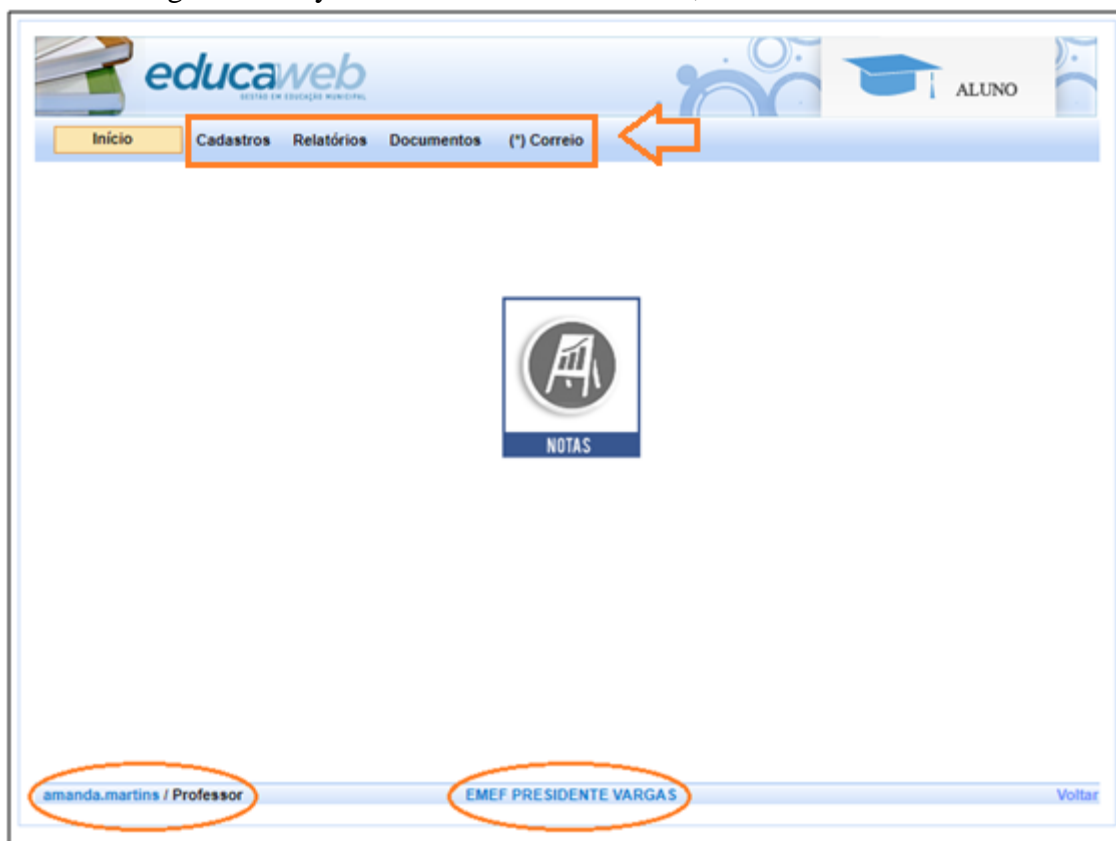 educaweb
GESTÃO EM EDUCAÇÃO MUNICIPAL
ALUNO
Início Cadastros Relatórios Documentos (*) Correio
NOTAS
amanda.martins / Professor EMEF PRESIDENTE VARGAS Voltar